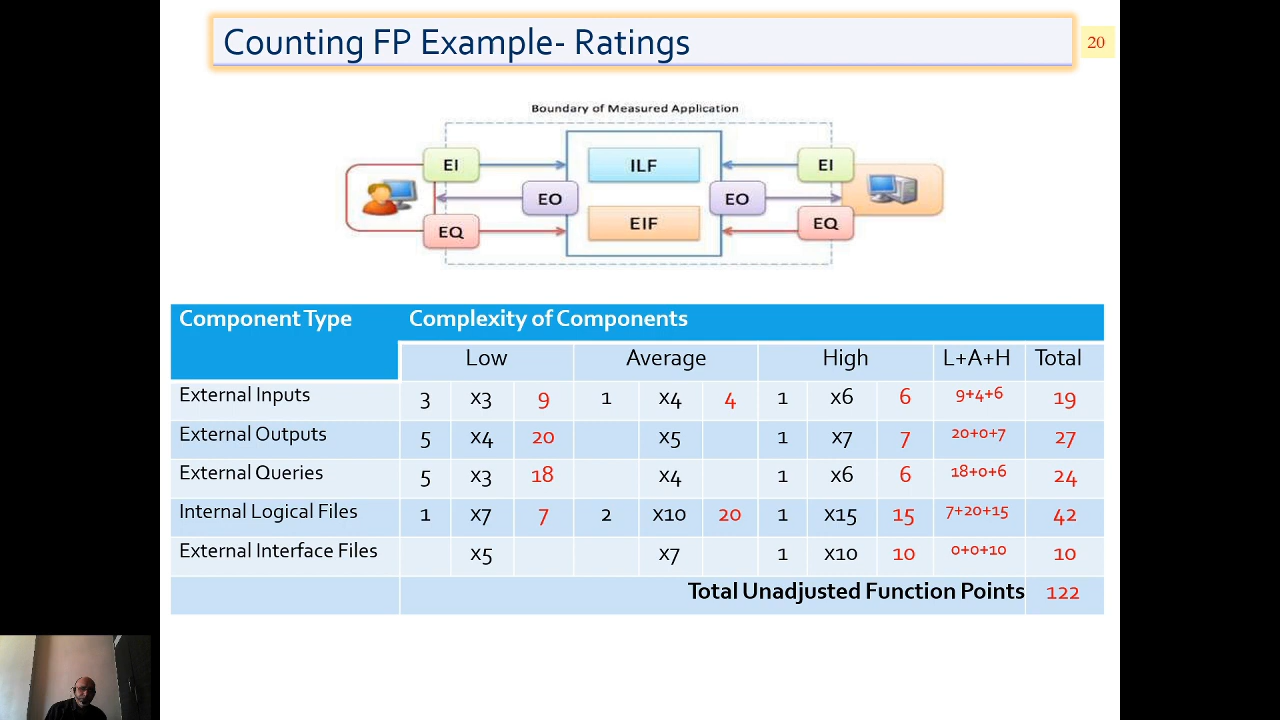 Counting FP Example- Ratings
20
Boundary of Measured Application
EI ILF EI
EO EO
EQ EIF EQ
Component Type Complexity of Components
Low Average High L+A+H Total
External Inputs 3 x3 9 1 x4 4 1 x6 6 9+4+6 19
External Outputs 5 x4 20 x5 1 x7 7 20+0+7 27
External Queries 5 x3 18 x4 1 x6 6 18+0+6 24
Internal Logical Files 1 x7 7 2 x10 20 1 x15 15 7+20+15 42
External Interface Files x5 x7 1 x10 10 0+0+10 10
Total Unadjusted Function Points 122